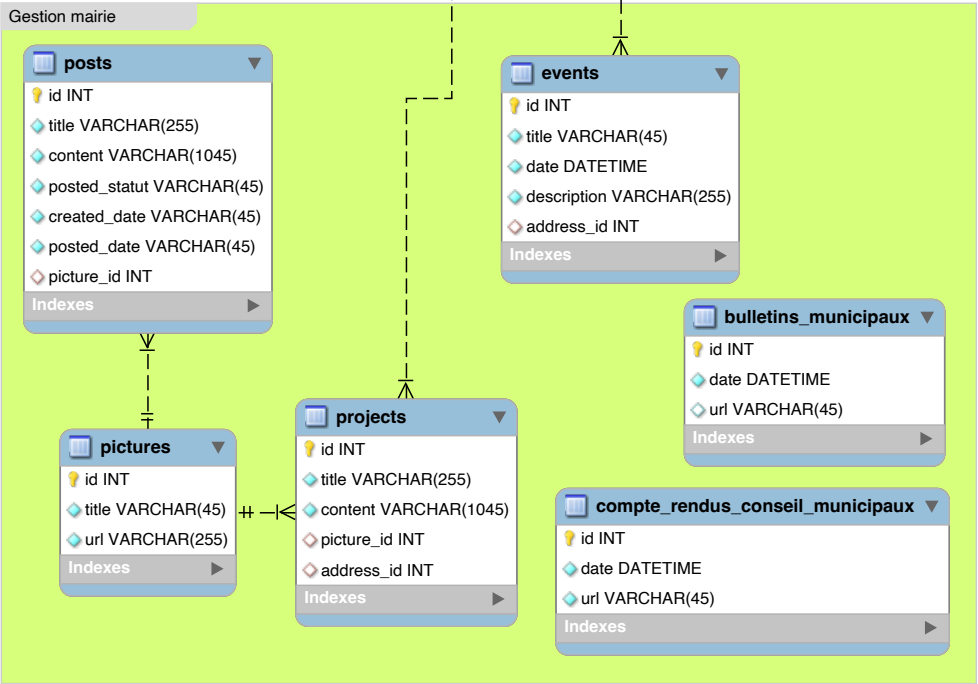 Gestion mairie
posts
id INT
title VARCHAR(255)
content VARCHAR(1045)
posted_statut VARCHAR(45)
created_date VARCHAR(45)
posted_date VARCHAR(45)
picture_id INT
Indexes
events
id INT
title VARCHAR(45)
date DATETIME
description VARCHAR(255)
address_id INT
Indexes
bulletins_municipaux
id INT
date DATETIME
url VARCHAR(45)
Indexes
pictures
id INT
title VARCHAR(45)
url VARCHAR(255)
Indexes
projects
id INT
title VARCHAR(255)
content VARCHAR(1045)
picture_id INT
address_id INT
Indexes
compte_rendus_conseil_municipaux
id INT
date DATETIME
url VARCHAR(45)
Indexes